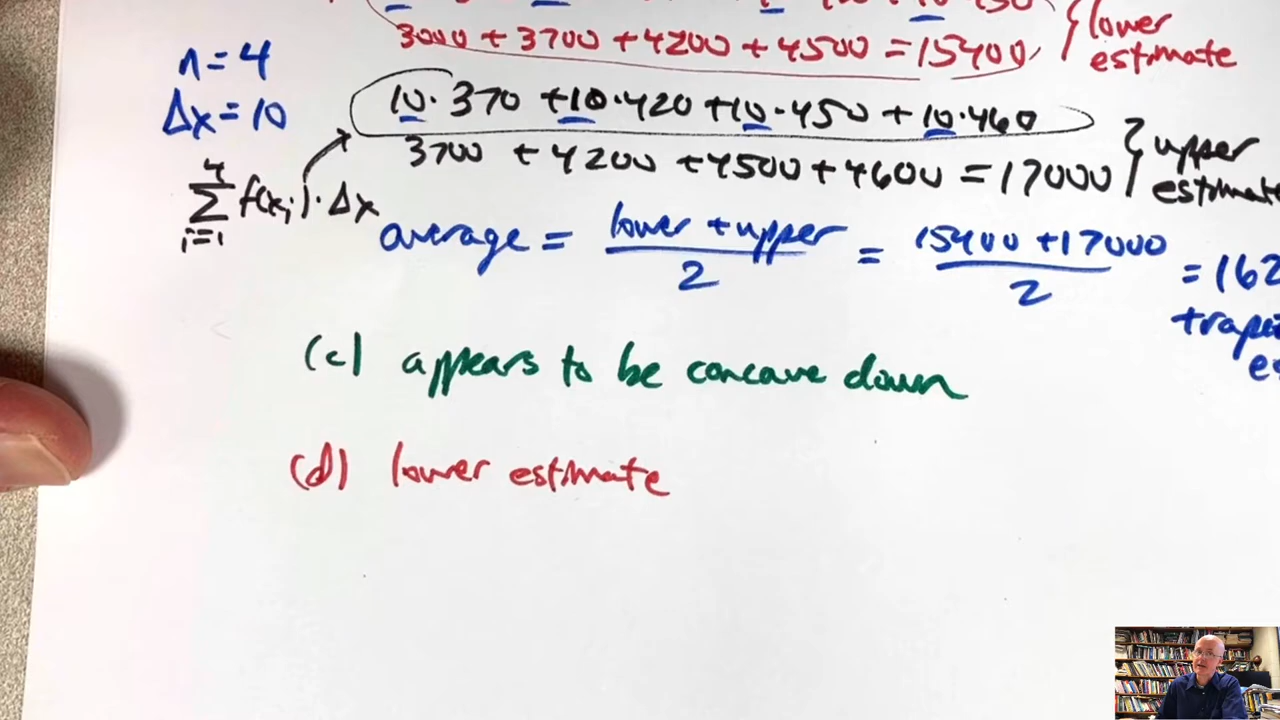 3000 + 3700 + 4200 + 4500 = 15400
lower
estimate
n=4
Δx=10
10·370 +10·420 +10·450 + 10·460
3700 + 4200 + 4500 + 4600 = 17000
upper
estimate
4
∑ f(xᵢ)·Δx
i=1
average = lower + upper / 2 = 15400 + 17000 / 2 = 162
(c) appears to be concave down
(d) lower estimate